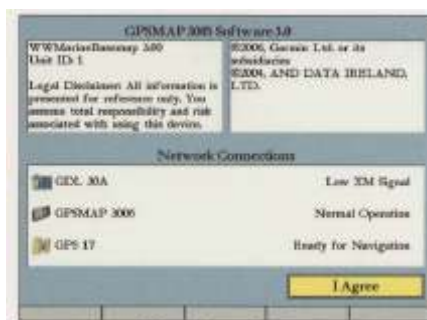 GPSMAP 3005 Software 3.0
WWMarineBasemap 3.00
Unit ID: 1
Legal Disclaimer: All information is
presented for reference only. You
assume total responsibility and risk
associated with using this device.
©2006, Garmin Ltd. or its
subsidiaries
©2004, AND DATA IRELAND,
LTD.
Network Connections
GDL 30A Low XM Signal
GPSMAP 3006 Normal Operation
GPS 17 Ready for Navigation
I Agree